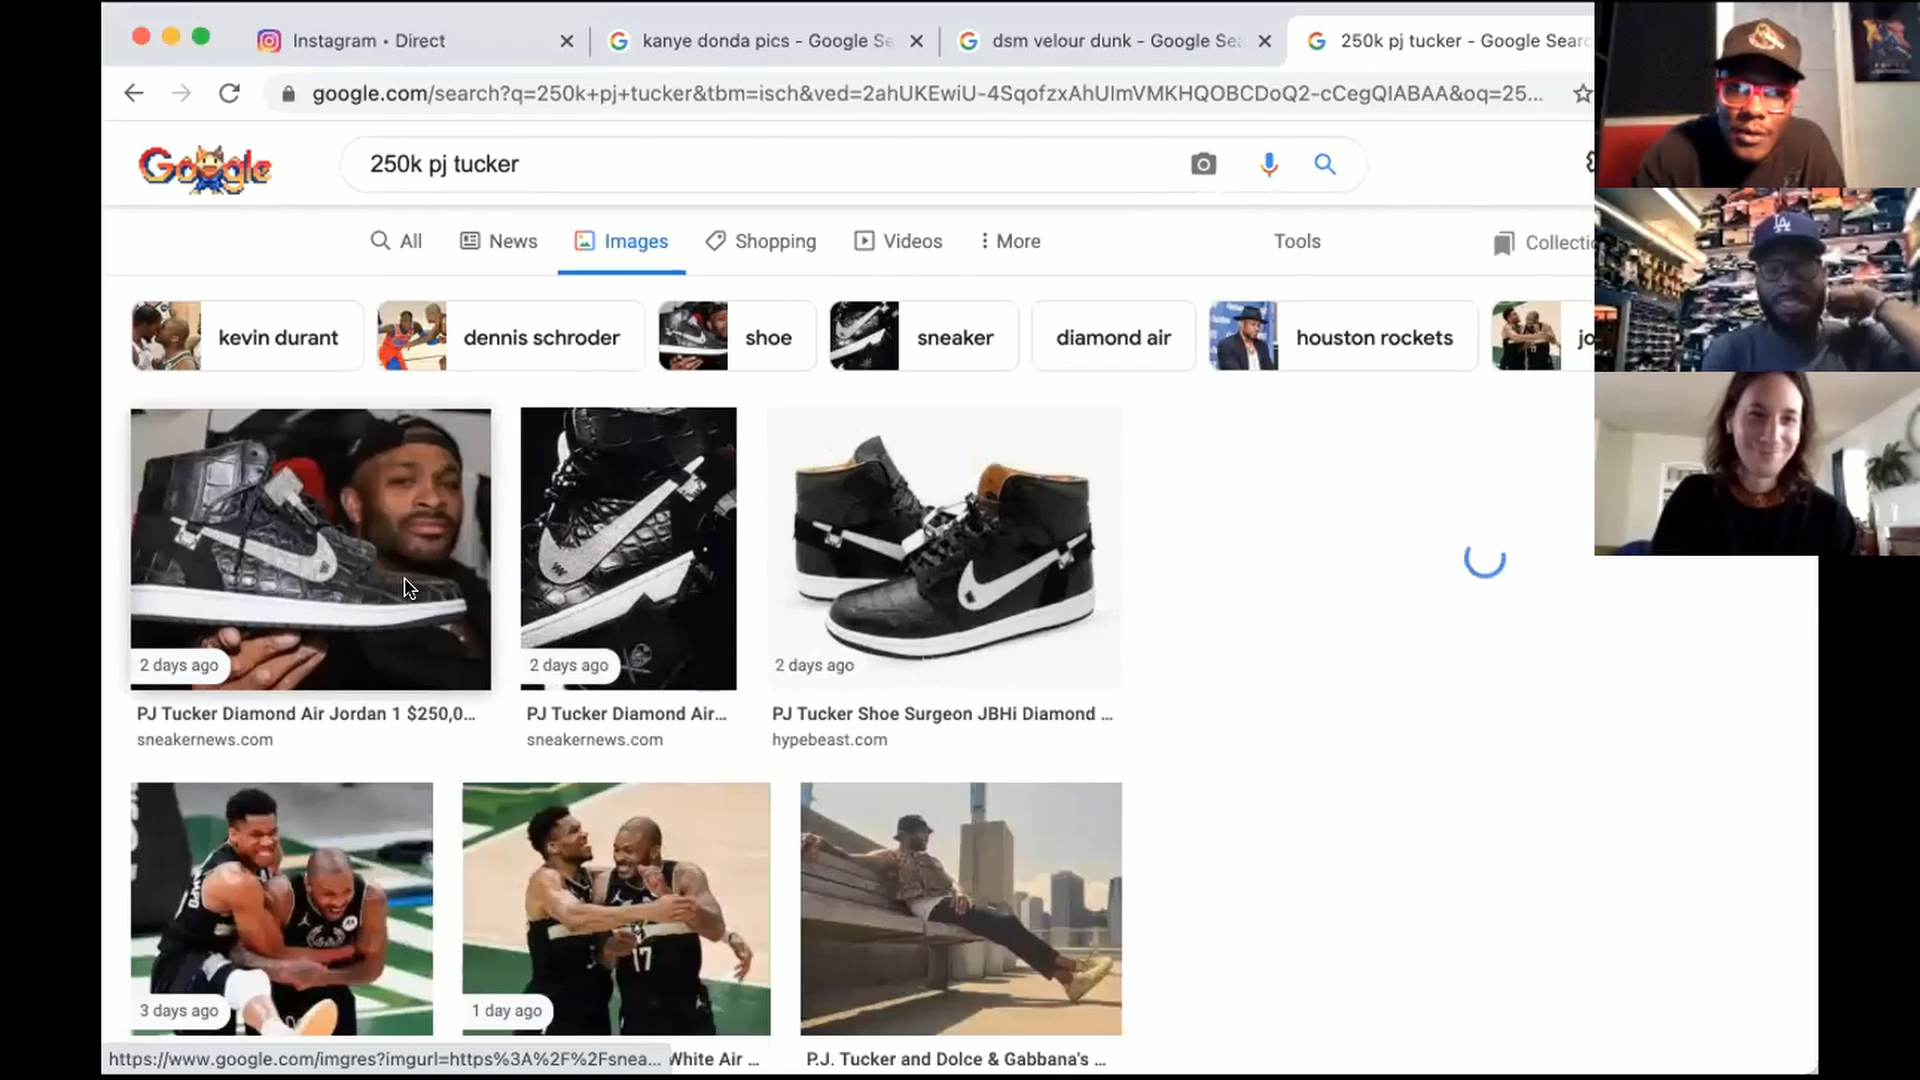 Instagram • Direct
kanye donda pics - Google Se
dsm velour dunk - Google Sea
250k pj tucker - Google Searc
google.com/search?q=250k+pj+tucker&tbm=isch&ved=2ahUKEwiU-4SqofzxAhUImVMKHQOBCDoQ2-cCegQIABAA&oq=25...
Google
250k pj tucker
All
News
Images
Shopping
Videos
More
Tools
Collectio
kevin durant
dennis schroder
shoe
sneaker
diamond air
houston rockets
jo
LA
2 days ago
2 days ago
2 days ago
PJ Tucker Diamond Air Jordan 1 $250,0...
sneakernews.com
PJ Tucker Diamond Air...
sneakernews.com
PJ Tucker Shoe Surgeon JBHi Diamond ...
hypebeast.com
17
3 days ago
1 day ago
https://www.google.com/imgres?imgurl=https%3A%2F%2Fsnea...
White Air ...
P.J. Tucker and Dolce & Gabbana's ...